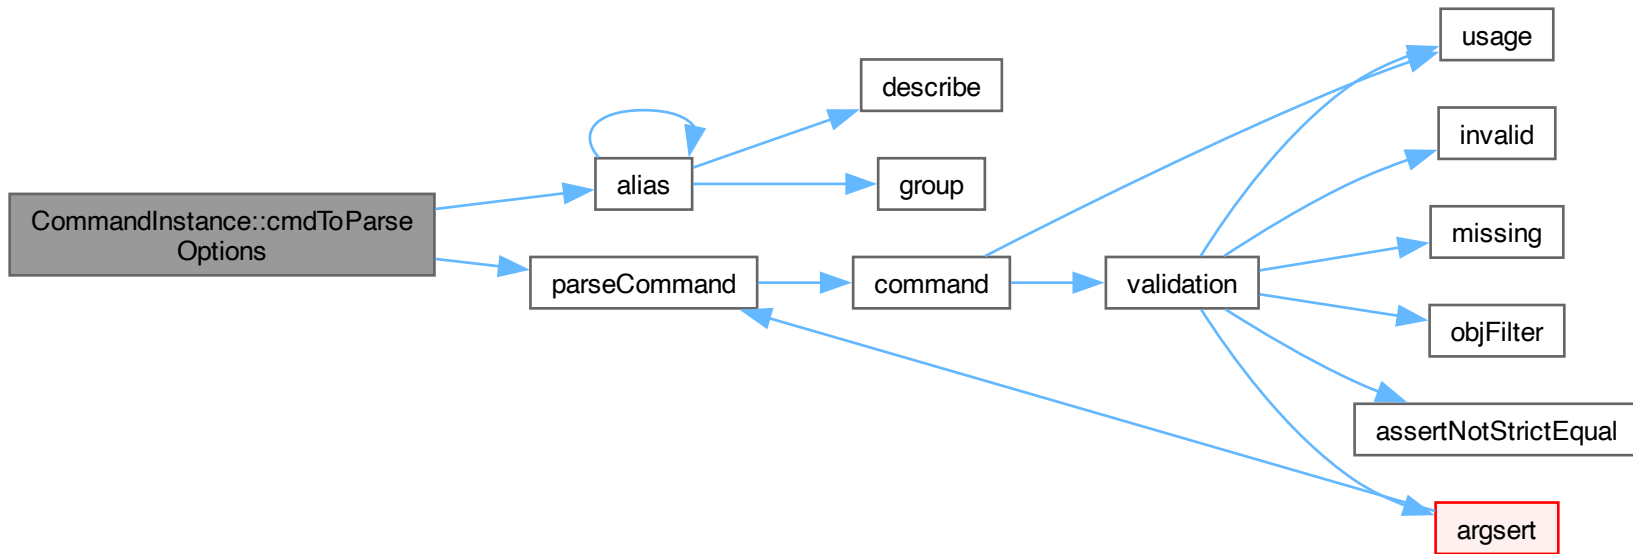 CommandInstance::cmdToParse
Options
alias
parseCommand
describe
group
command
validation
usage
invalid
missing
objFilter
assertNotStrictEqual
argsert